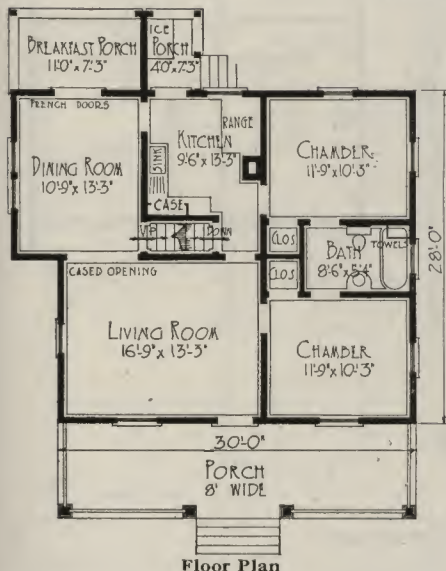 BREAKFAST PORCH
11'0" x 7'-3"
ICE
PORCH
4'0" x 7'3"
FRENCH DOORS
DINING ROOM
10'-9" x 13'-3"
RANGE
KITCHEN
9'-6" x 13'-3"
SINK
CASE
UP
DOWN
CHAMBER
11'-9" x 10'-3"
CLOS
CLOS
BATH
8'-6" x 5'-4"
TOWELS
28'-0"
CASED OPENING
LIVING ROOM
16'-9" x 13'-3"
CHAMBER
11'-9" x 10'-3"
30'-0"
PORCH
8' WIDE
Floor Plan